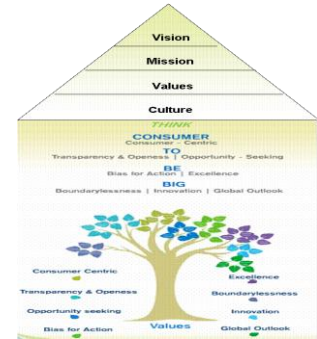 Vision
Mission
Values
Culture
THINK
CONSUMER
Consumer - Centric
TO
Transparency & Openess | Opportunity - Seeking
BE
Bias for Action | Excellence
BIG
Boundarylessness | Innovation | Global Outlook
Consumer Centric
Excellence
Transparency & Openess
Boundarylessness
Opportunity seeking
Innovation
Bias for Action
Values
Global Outlook